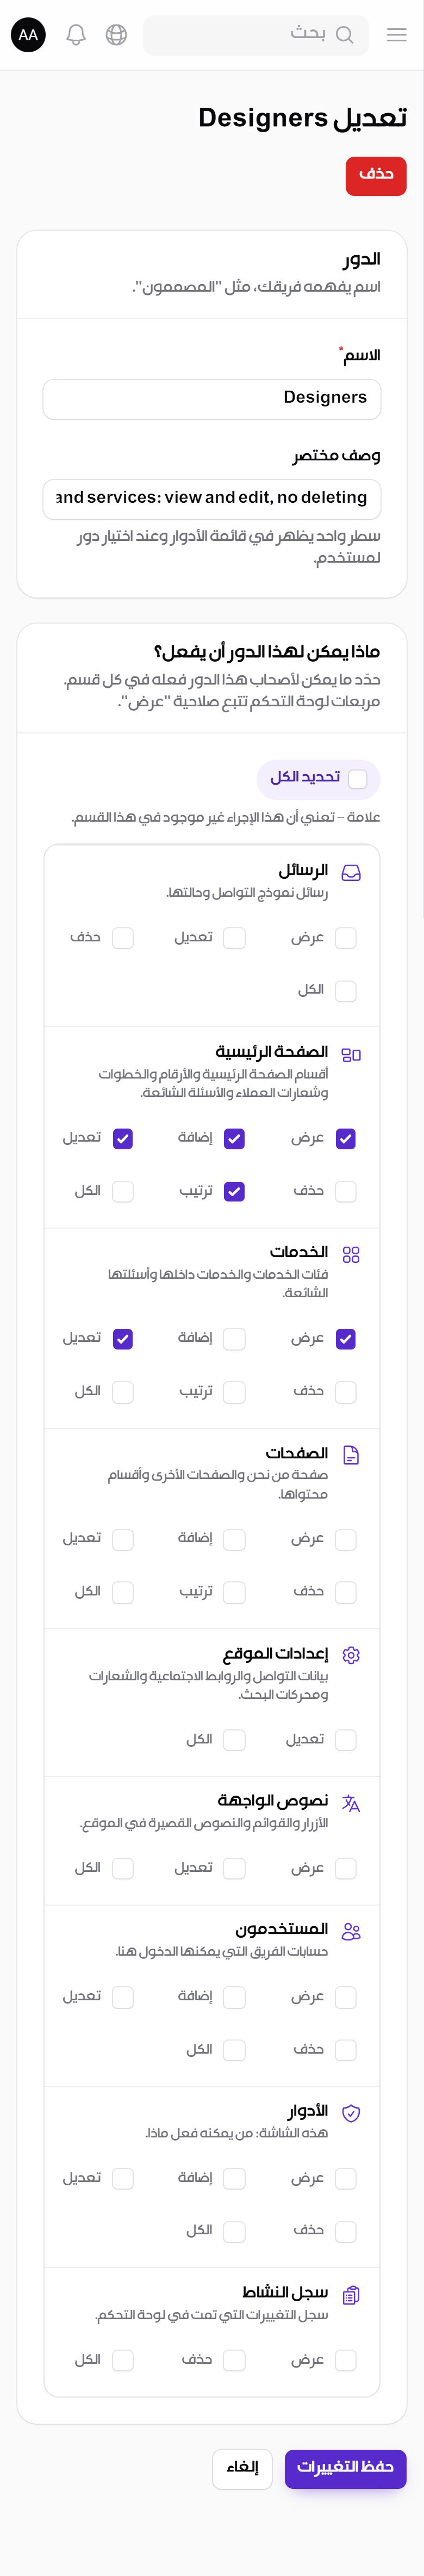 بحث
AA
تعديل Designers
حذف
الدور
اسم يفهمه فريقك، مثل "المصممون".
الاسم*
Designers
وصف مختصر
and services: view and edit, no deleting
سطر واحد يظهر في قائمة الأدوار وعند اختيار دور
لمستخدم.
ماذا يمكن لهذا الدور أن يفعل؟
حدّد ما يمكن لأصحاب هذا الدور فعله في كل قسم.
مربعات لوحة التحكم تتبع صلاحية "عرض".
تحديد الكل
علامة – تعني أن هذا الإجراء غير موجود في هذا القسم.
الرسائل
رسائل نموذج التواصل وحالتها.
عرض تعديل حذف
الكل
الصفحة الرئيسية
أقسام الصفحة الرئيسية والأرقام والخطوات
وشعارات العملاء والأسئلة الشائعة.
عرض إضافة تعديل
حذف ترتيب الكل
الخدمات
فئات الخدمات والخدمات داخلها وأسئلتها
الشائعة.
عرض إضافة تعديل
حذف ترتيب الكل
الصفحات
صفحة من نحن والصفحات الأخرى وأقسام
محتواها.
عرض إضافة تعديل
حذف ترتيب الكل
إعدادات الموقع
بيانات التواصل والروابط الاجتماعية والشعارات
ومحركات البحث.
تعديل الكل
نصوص الواجهة
الأزرار والقوائم والنصوص القصيرة في الموقع.
عرض تعديل الكل
المستخدمون
حسابات الفريق التي يمكنها الدخول هنا.
عرض إضافة تعديل
حذف الكل
الأدوار
هذه الشاشة: من يمكنه فعل ماذا.
عرض إضافة تعديل
حذف الكل
سجل النشاط
سجل التغييرات التي تمت في لوحة التحكم.
عرض حذف الكل
حفظ التغييرات إلغاء